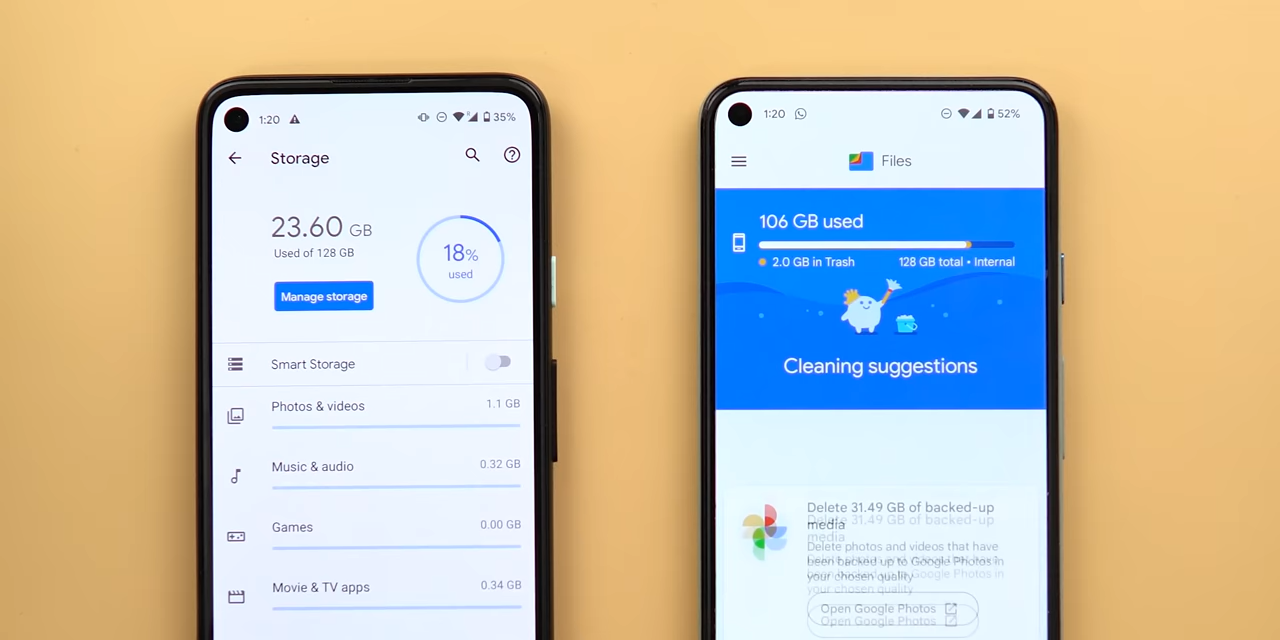 1:20
35%
Storage
23.60 GB
Used of 128 GB
18%
used
Manage storage
Smart Storage
Photos & videos 1.1 GB
Music & audio 0.32 GB
Games 0.00 GB
Movie & TV apps 0.34 GB
1:20
52%
Files
106 GB used
2.0 GB in Trash 128 GB total • Internal
Cleaning suggestions
Delete 31.49 GB of backed-up
media
Delete photos and videos that have
been backed up to Google Photos in
your chosen quality
Open Google Photos